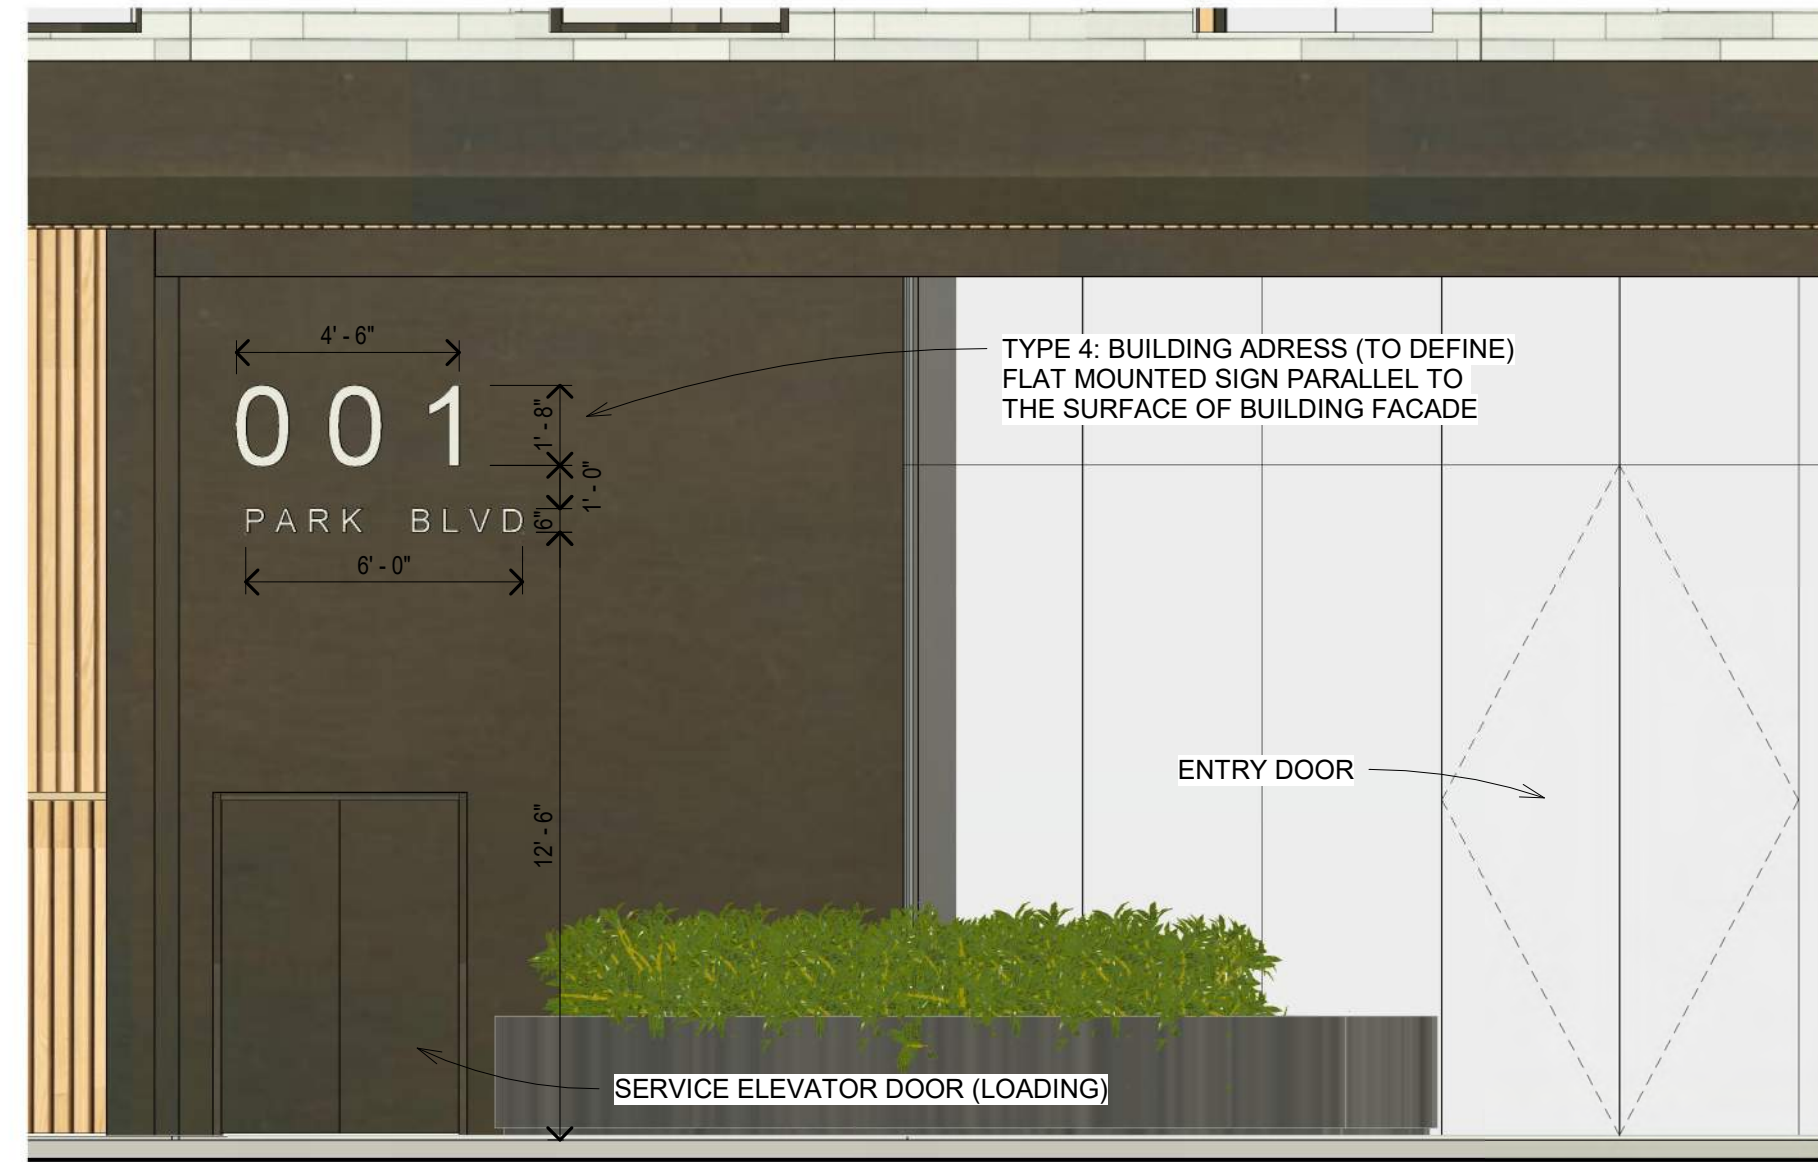 4' - 6"
001
1' - 8"
TYPE 4: BUILDING ADRESS (TO DEFINE)
FLAT MOUNTED SIGN PARALLEL TO
THE SURFACE OF BUILDING FACADE
1' - 0"
PARK BLVD
6"
6' - 0"
ENTRY DOOR
12' - 6"
SERVICE ELEVATOR DOOR (LOADING)